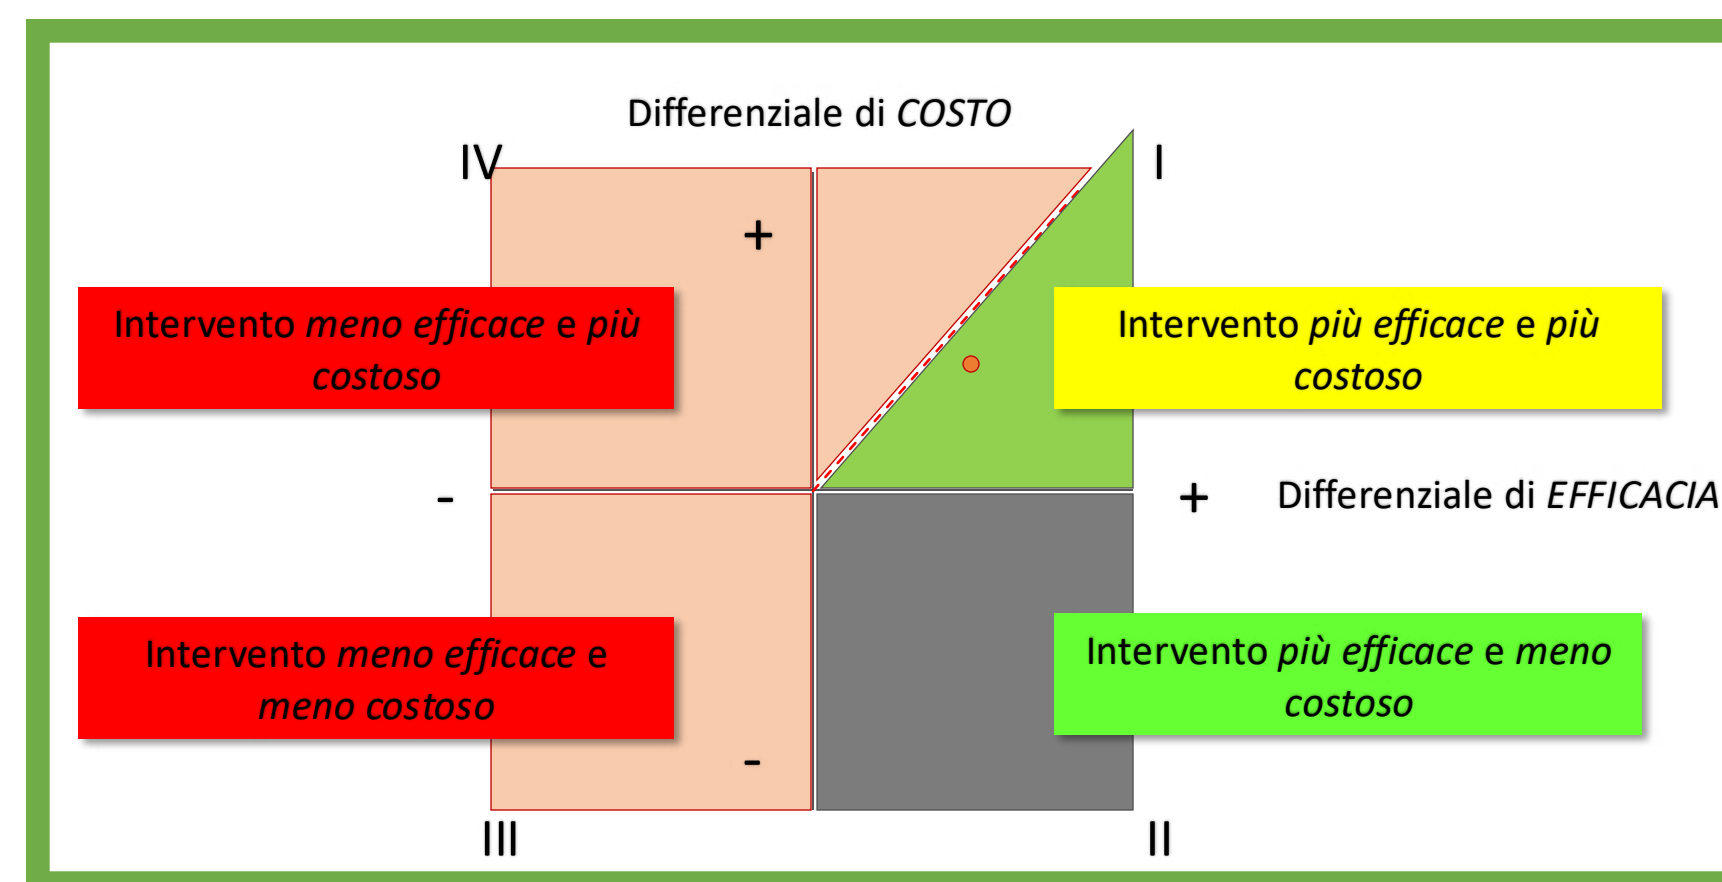 Differenziale di COSTO
IV
I
+
Intervento meno efficace e più
costoso
Intervento più efficace e più
costoso
-
+
Differenziale di EFFICACIA
Intervento meno efficace e
meno costoso
Intervento più efficace e meno
costoso
-
III
II